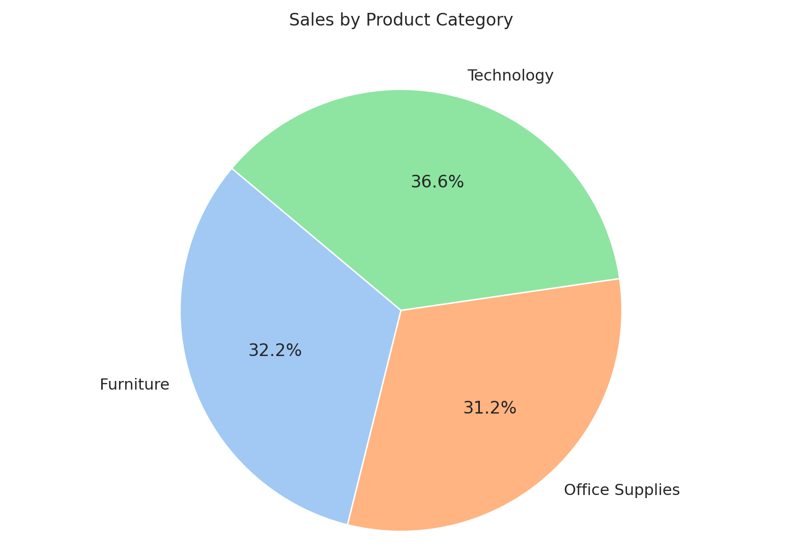 Sales by Product Category
Technology
36.6%
32.2%
Furniture
31.2%
Office Supplies